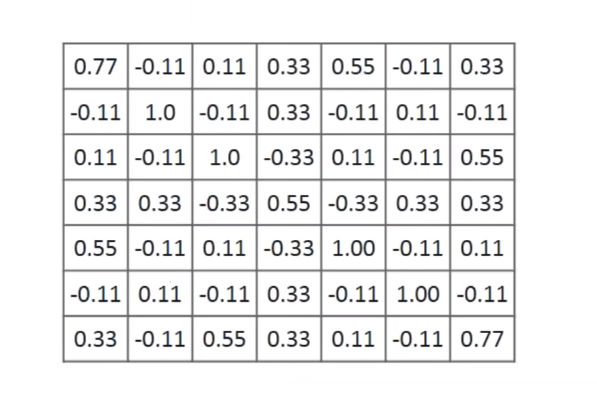 0.77 -0.11 0.11 0.33 0.55 -0.11 0.33
-0.11 1.0 -0.11 0.33 -0.11 0.11 -0.11
0.11 -0.11 1.0 -0.33 0.11 -0.11 0.55
0.33 0.33 -0.33 0.55 -0.33 0.33 0.33
0.55 -0.11 0.11 -0.33 1.00 -0.11 0.11
-0.11 0.11 -0.11 0.33 -0.11 1.00 -0.11
0.33 -0.11 0.55 0.33 0.11 -0.11 0.77